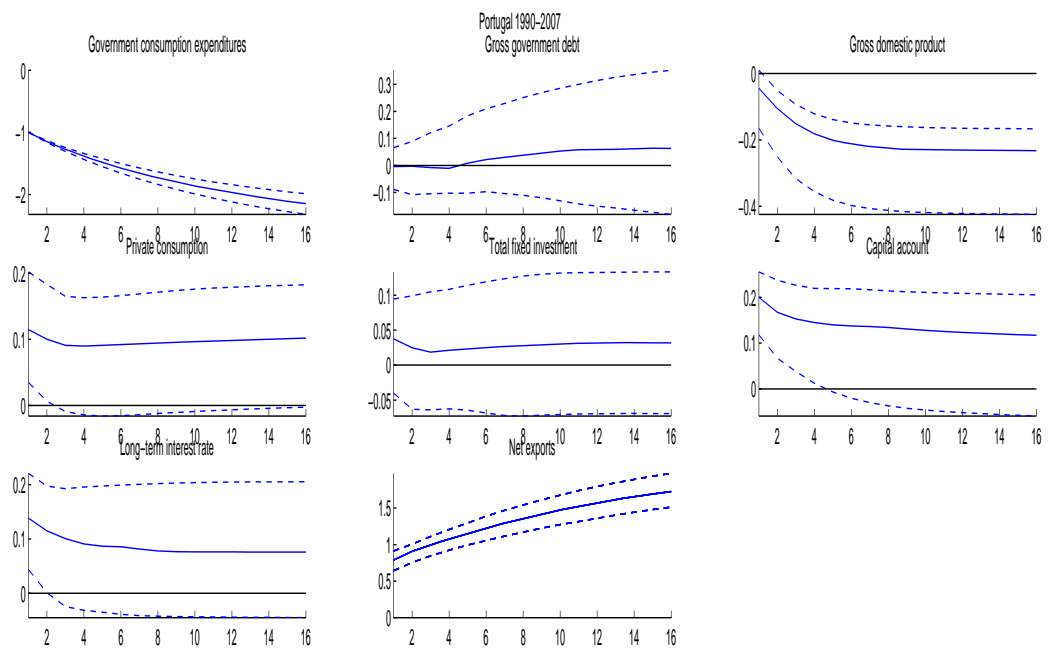 Portugal 1990−2007
Government consumption expenditures
Gross government debt
Gross domestic product
0
−1
−2
2 4 6 8 10 12 14 16
0.3
0.2
0.1
0
−0.1
2 4 6 8 10 12 14 16
0
−0.2
−0.4
2 4 6 8 10 12 14 16
Private consumption
Total fixed investment
Capital account
0.2
0.1
0
2 4 6 8 10 12 14 16
0.1
0.05
0
−0.05
2 4 6 8 10 12 14 16
0.2
0.1
0
2 4 6 8 10 12 14 16
Long−term interest rate
Net exports
0.2
0.1
0
2 4 6 8 10 12 14 16
1.5
1
0.5
0
2 4 6 8 10 12 14 16